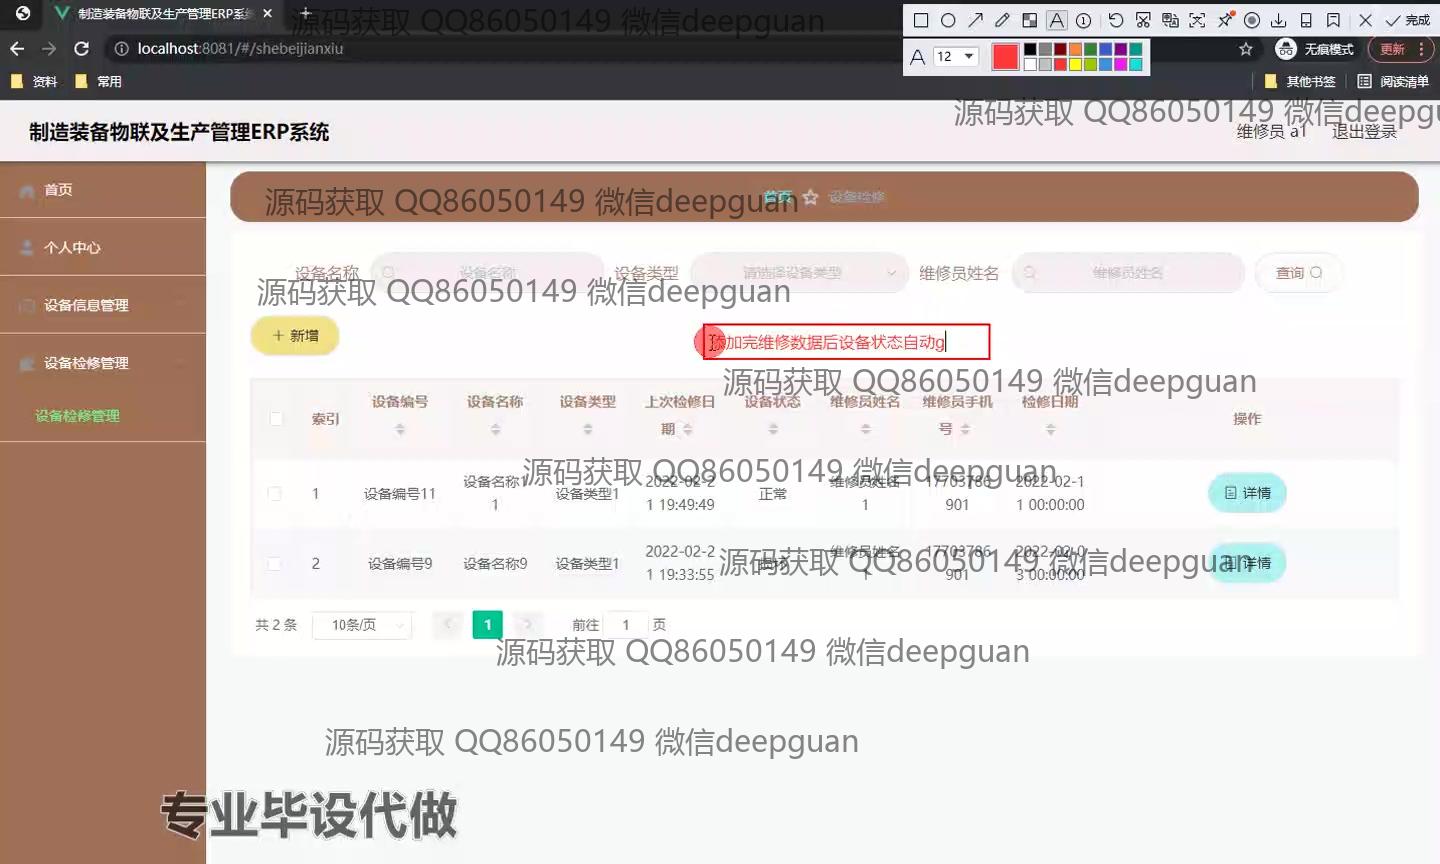 制造装备物联及生产管理ERP系统
源码获取 QQ86050149 微信deepguan
完成
localhost:8081/#/shebeijianxiu
12
无痕模式
更新
资料
常用
其他书签
阅读清单
源码获取 QQ86050149 微信deepgu
制造装备物联及生产管理ERP系统
维修员 a1
退出登录
首页
源码获取 QQ86050149 微信deepguan
首页
设备检修
个人中心
设备名称
设备名称
设备类型
请选择设备类型
维修员姓名
维修员姓名
查询
源码获取 QQ86050149 微信deepguan
设备信息管理
新增
添加完维修数据后设备状态自动g
设备检修管理
源码获取 QQ86050149 微信deepguan
设备检修管理
索引 设备编号 设备名称 设备类型 上次检修日期 设备状态 维修员姓名 维修员手机号 检修日期 操作
源码获取 QQ86050149 微信deepguan
1 设备编号11 设备名称11 设备类型1 2022-02-21 19:49:49 正常 维修员姓名1 17703786901 2022-02-11 00:00:00 详情
2 设备编号9 设备名称9 设备类型1 2022-02-21 19:33:55 损坏 维修员姓名1 17703786901 2022-02-03 00:00:00 详情
源码获取 QQ86050149 微信deepguan
共 2 条 10条/页 1 前往 1 页
源码获取 QQ86050149 微信deepguan
源码获取 QQ86050149 微信deepguan
专业毕设代做